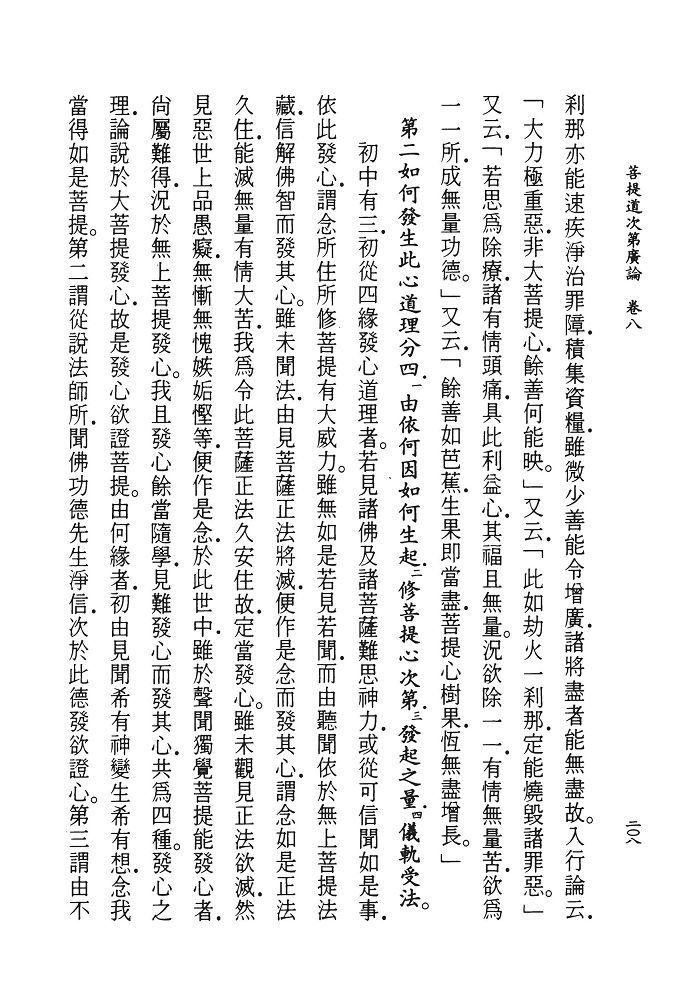 菩提道次第廣論　卷八
二〇八
刹那亦能速疾淨治罪障．積集資糧．雖微少善能令增廣．諸將盡者能無盡故。入行論云．
「大力極重惡．非大菩提心．餘善何能映。」又云．「此如劫火一刹那．定能燒毀諸罪惡。」
又云．「若思爲除療．諸有情頭痛．具此利益心．其福且無量。況欲除一一．有情無量苦．欲爲
一一所．成無量功德。」又云．「餘善如芭蕉．生果即當盡．菩提心樹果．恆無盡增長。」
第二如何發生此心道理分四．一由依何因如何生起．二修菩提心次第．三發起之量．四儀軌受法。
初中有三．初從四緣發心道理者。若見諸佛及諸菩薩難思神力．或從可信聞如是事．
依此發心．謂念所住所修菩提有大威力。雖無如是若見若聞．而由聽聞依於無上菩提法
藏．信解佛智而發其心。雖未聞法．由見菩薩正法將滅．便作是念而發其心．謂念如是正法
久住．能滅無量有情大苦．我爲令此菩薩正法久安住故．定當發心。雖未觀見正法欲滅．然
見惡世上品愚癡．無慚無愧嫉妬慳等．便作是念．於此世中．雖於聲聞獨覺菩提能發心者．
尚屬難得．況於無上菩提發心。我且發心餘當隨學．見難發心而發其心．共爲四種。發心之
理．論說於大菩提發心．故是發心欲證菩提。由何緣者．初由見聞希有神變生希有想．念我
當得如是菩提。第二謂從說法師所．聞佛功德先生淨信．次於此德發欲證心。第三謂由不